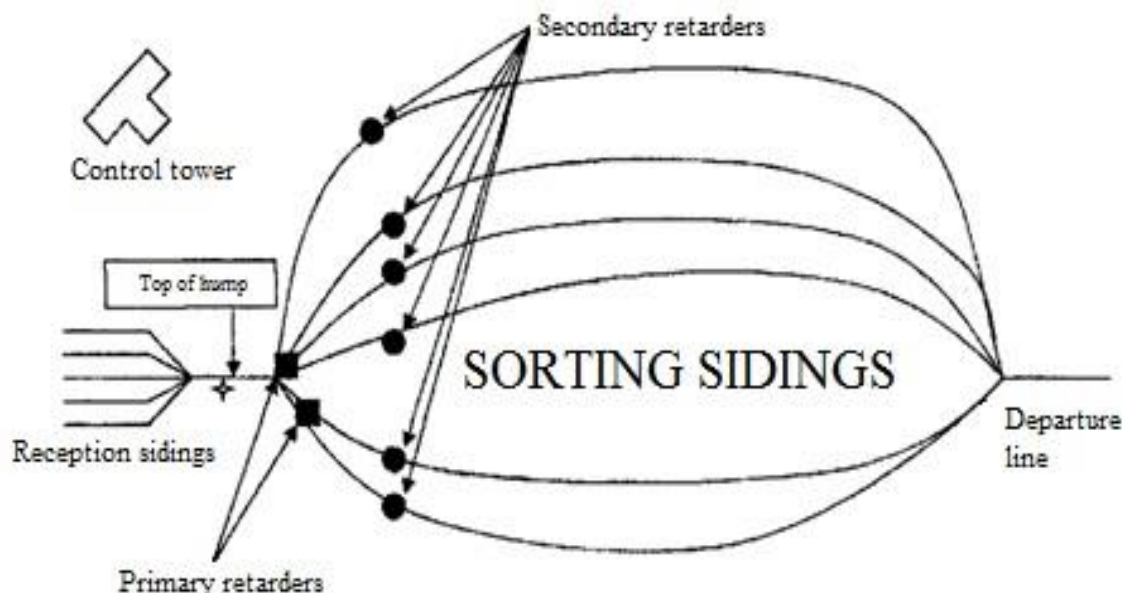 Secondary retarders
Control tower
Top of hump
SORTING SIDINGS
Reception sidings
Departure
line
Primary retarders